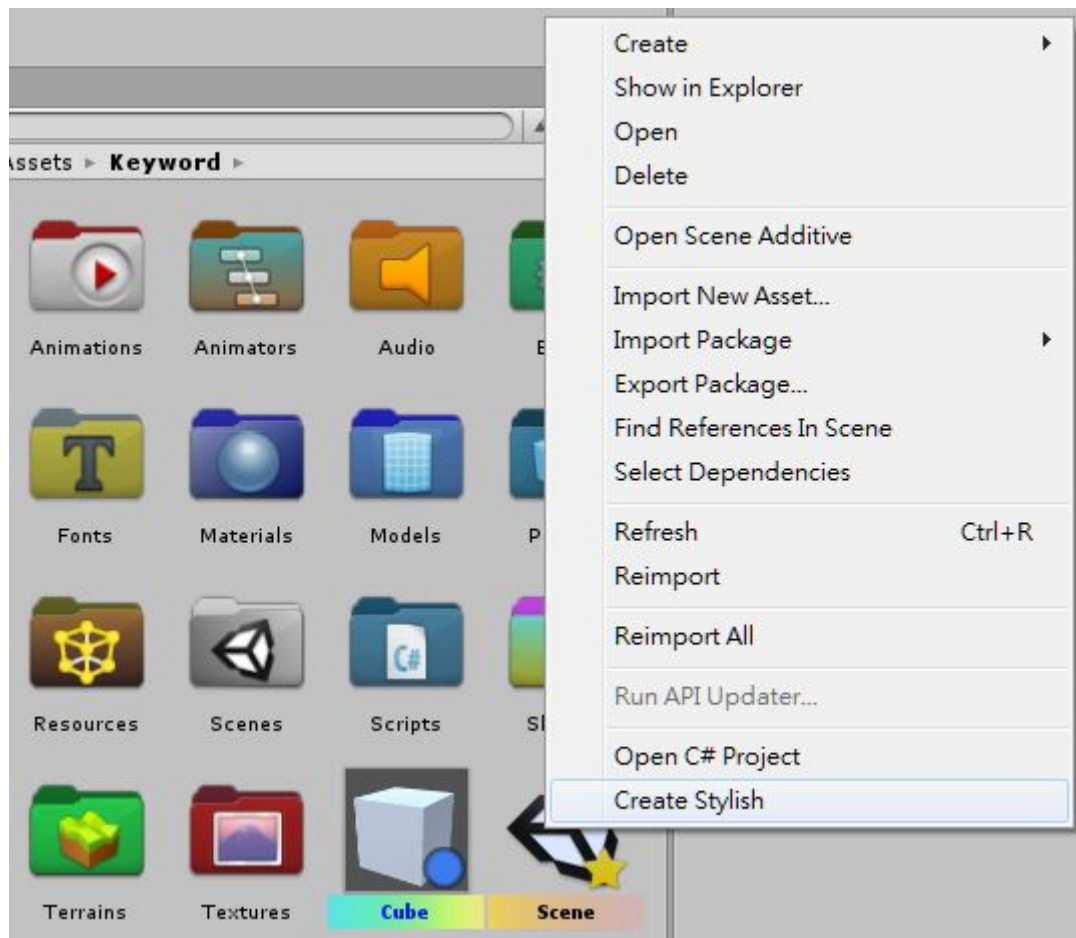 Assets ▸ Keyword ▸
Animations Animators Audio
Fonts Materials Models
Resources Scenes Scripts
C#
Terrains Textures Cube Scene
Create
Show in Explorer
Open
Delete
Open Scene Additive
Import New Asset...
Import Package
Export Package...
Find References In Scene
Select Dependencies
Refresh Ctrl+R
Reimport
Reimport All
Run API Updater...
Open C# Project
Create Stylish